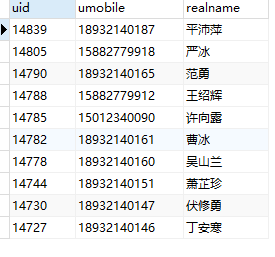 uid umobile realname
14839 18932140187 平沛萍
14805 15882779918 严冰
14790 18932140165 范勇
14788 15882779912 王绍辉
14785 15012340090 许向露
14782 18932140161 曹冰
14778 18932140160 吴山兰
14744 18932140151 萧芷珍
14730 18932140147 伏修勇
14727 18932140146 丁安寒